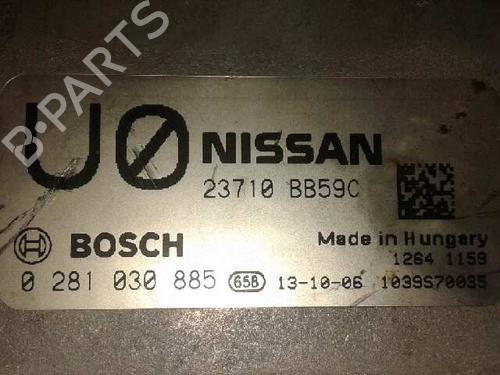 U0 NISSAN
23710 BB59C
BOSCH
Made in Hungary
1264 1159
0 281 030 885 65B 13-10-06 1039S70035
B-PARTS